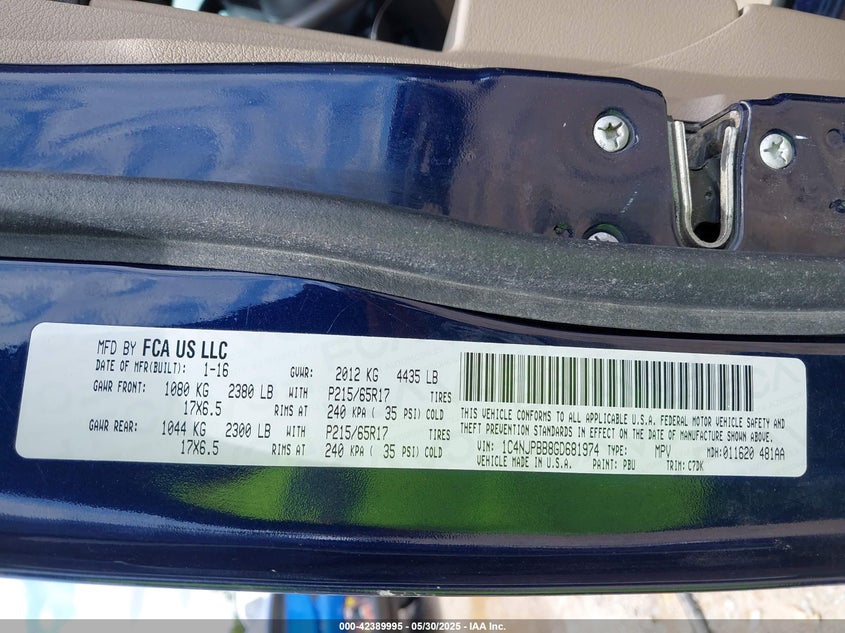 MFD BY FCA US LLC
DATE OF MFR(BUILT): 1-16 GVWR: 2012 KG 4435 LB
GAWR FRONT: 1080 KG 2380 LB WITH P215/65R17 TIRES
17X6.5 RIMS AT 240 KPA ( 35 PSI) COLD
GAWR REAR: 1044 KG 2300 LB WITH P215/65R17 TIRES
17X6.5 RIMS AT 240 KPA ( 35 PSI) COLD
THIS VEHICLE CONFORMS TO ALL APPLICABLE U.S.A. FEDERAL MOTOR VEHICLE SAFETY AND
THEFT PREVENTION STANDARDS IN EFFECT ON THE DATE OF MANUFACTURE SHOWN ABOVE.
VIN: 1C4NJPBB8GD681974 TYPE: MPV MDH:011620 481AA
VEHICLE MADE IN U.S.A. PAINT: PBU TRIM: C7DK
000-42389995 - 05/30/2025 - IAA Inc.